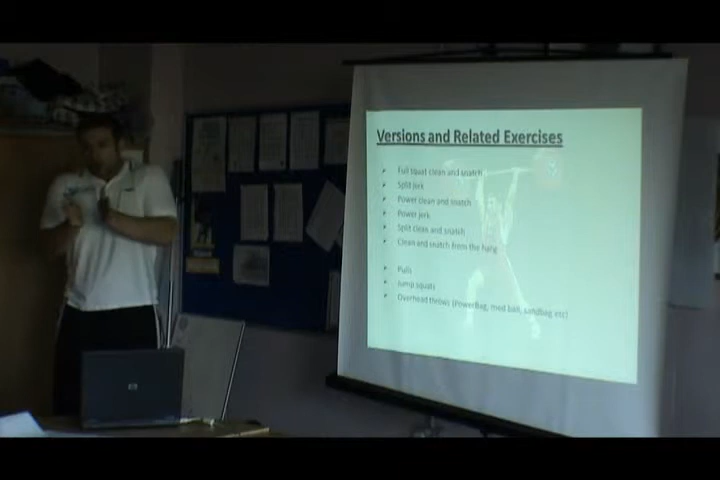 Versions and Related Exercises
Full squat clean and snatch
Split jerk
Power clean and snatch
Power jerk
Split clean and snatch
Clean and snatch from the hang
Pulls
Jump squats
Overhead throws (PowerBag, med ball, sandbag etc)
hp